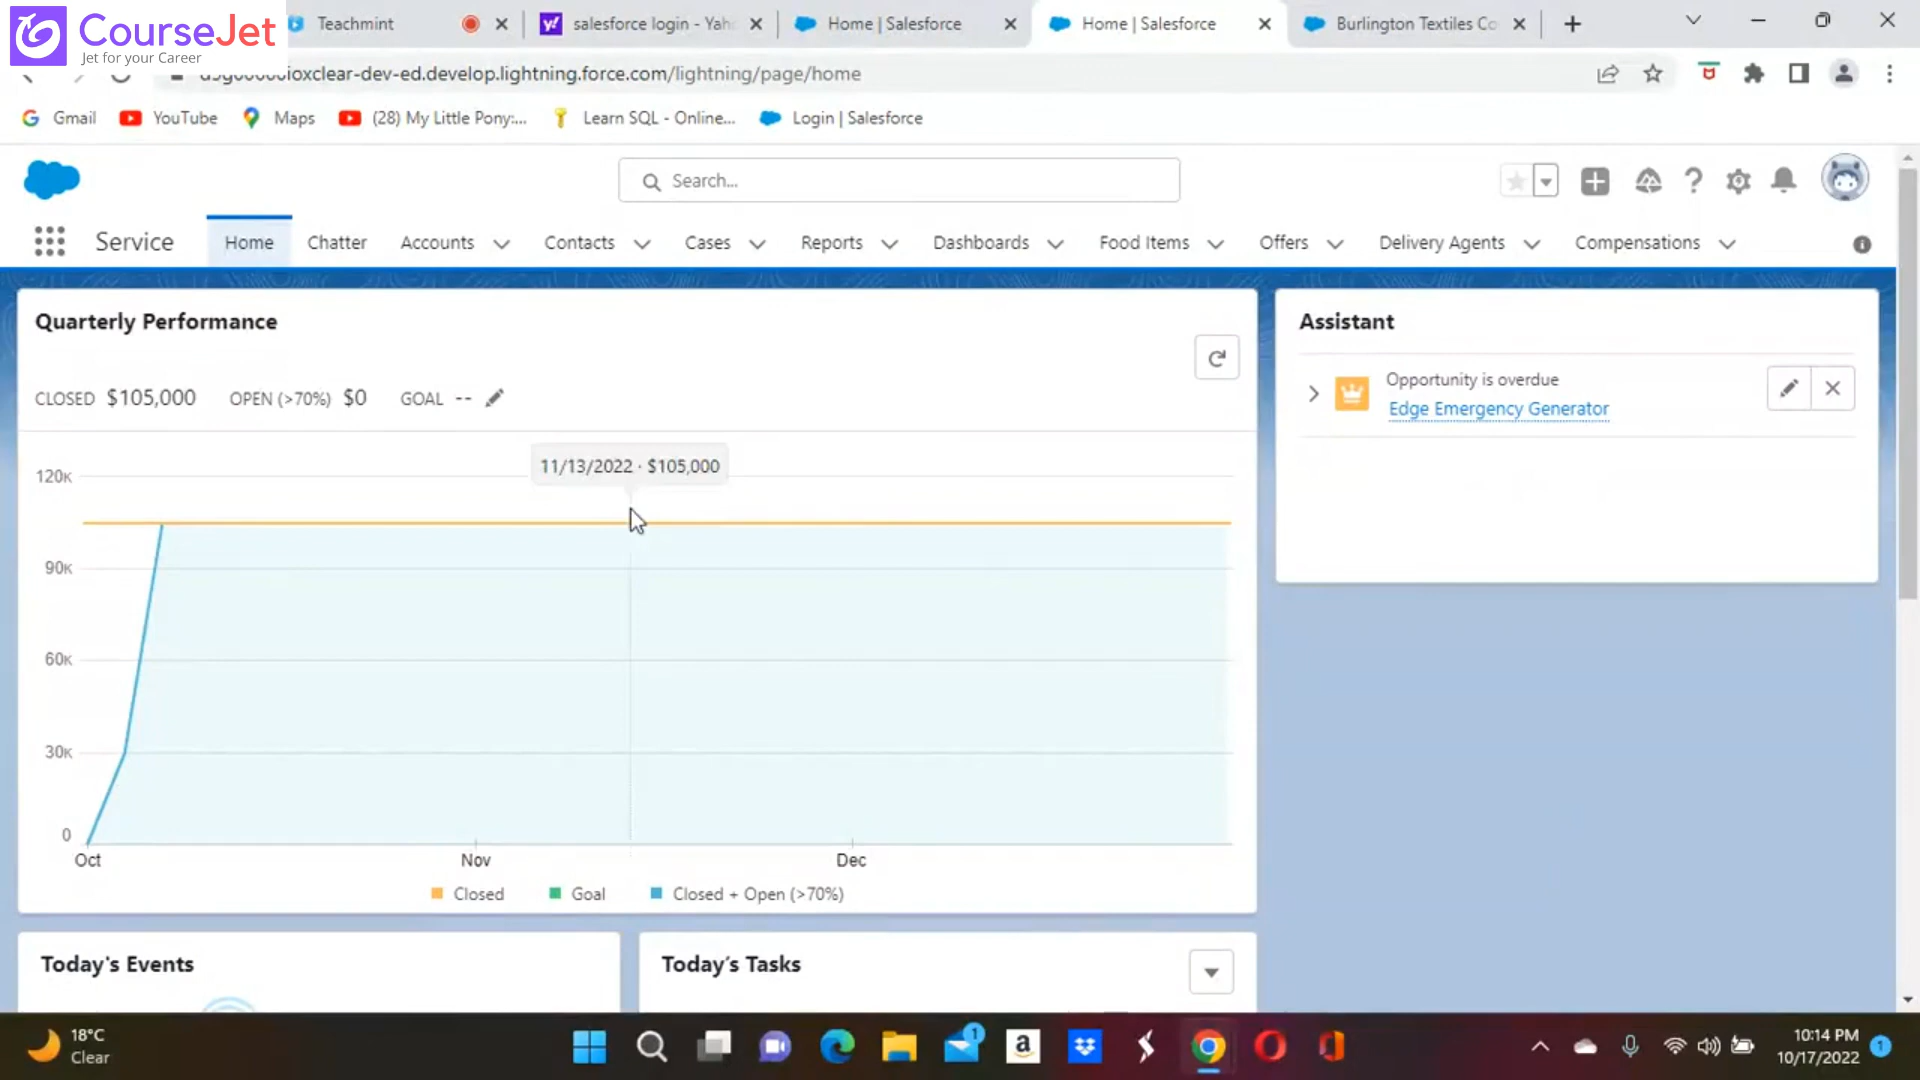 CourseJet
Jet for your Career
Teachmint
salesforce login - Yah
Home | Salesforce
Home | Salesforce
Burlington Textiles Co
ioxclear-dev-ed.develop.lightning.force.com/lightning/page/home
Gmail
YouTube
Maps
(28) My Little Pony:...
Learn SQL - Online...
Login | Salesforce
Search...
Service
Home
Chatter
Accounts
Contacts
Cases
Reports
Dashboards
Food Items
Offers
Delivery Agents
Compensations
Quarterly Performance
CLOSED $105,000 OPEN (>70%) $0 GOAL --
11/13/2022 · $105,000
120K
90K
60K
30K
0
Oct
Nov
Dec
Closed
Goal
Closed + Open (>70%)
Assistant
Opportunity is overdue
Edge Emergency Generator
Today's Events
Today's Tasks
18°C
Clear
1
10:14 PM
10/17/2022
1